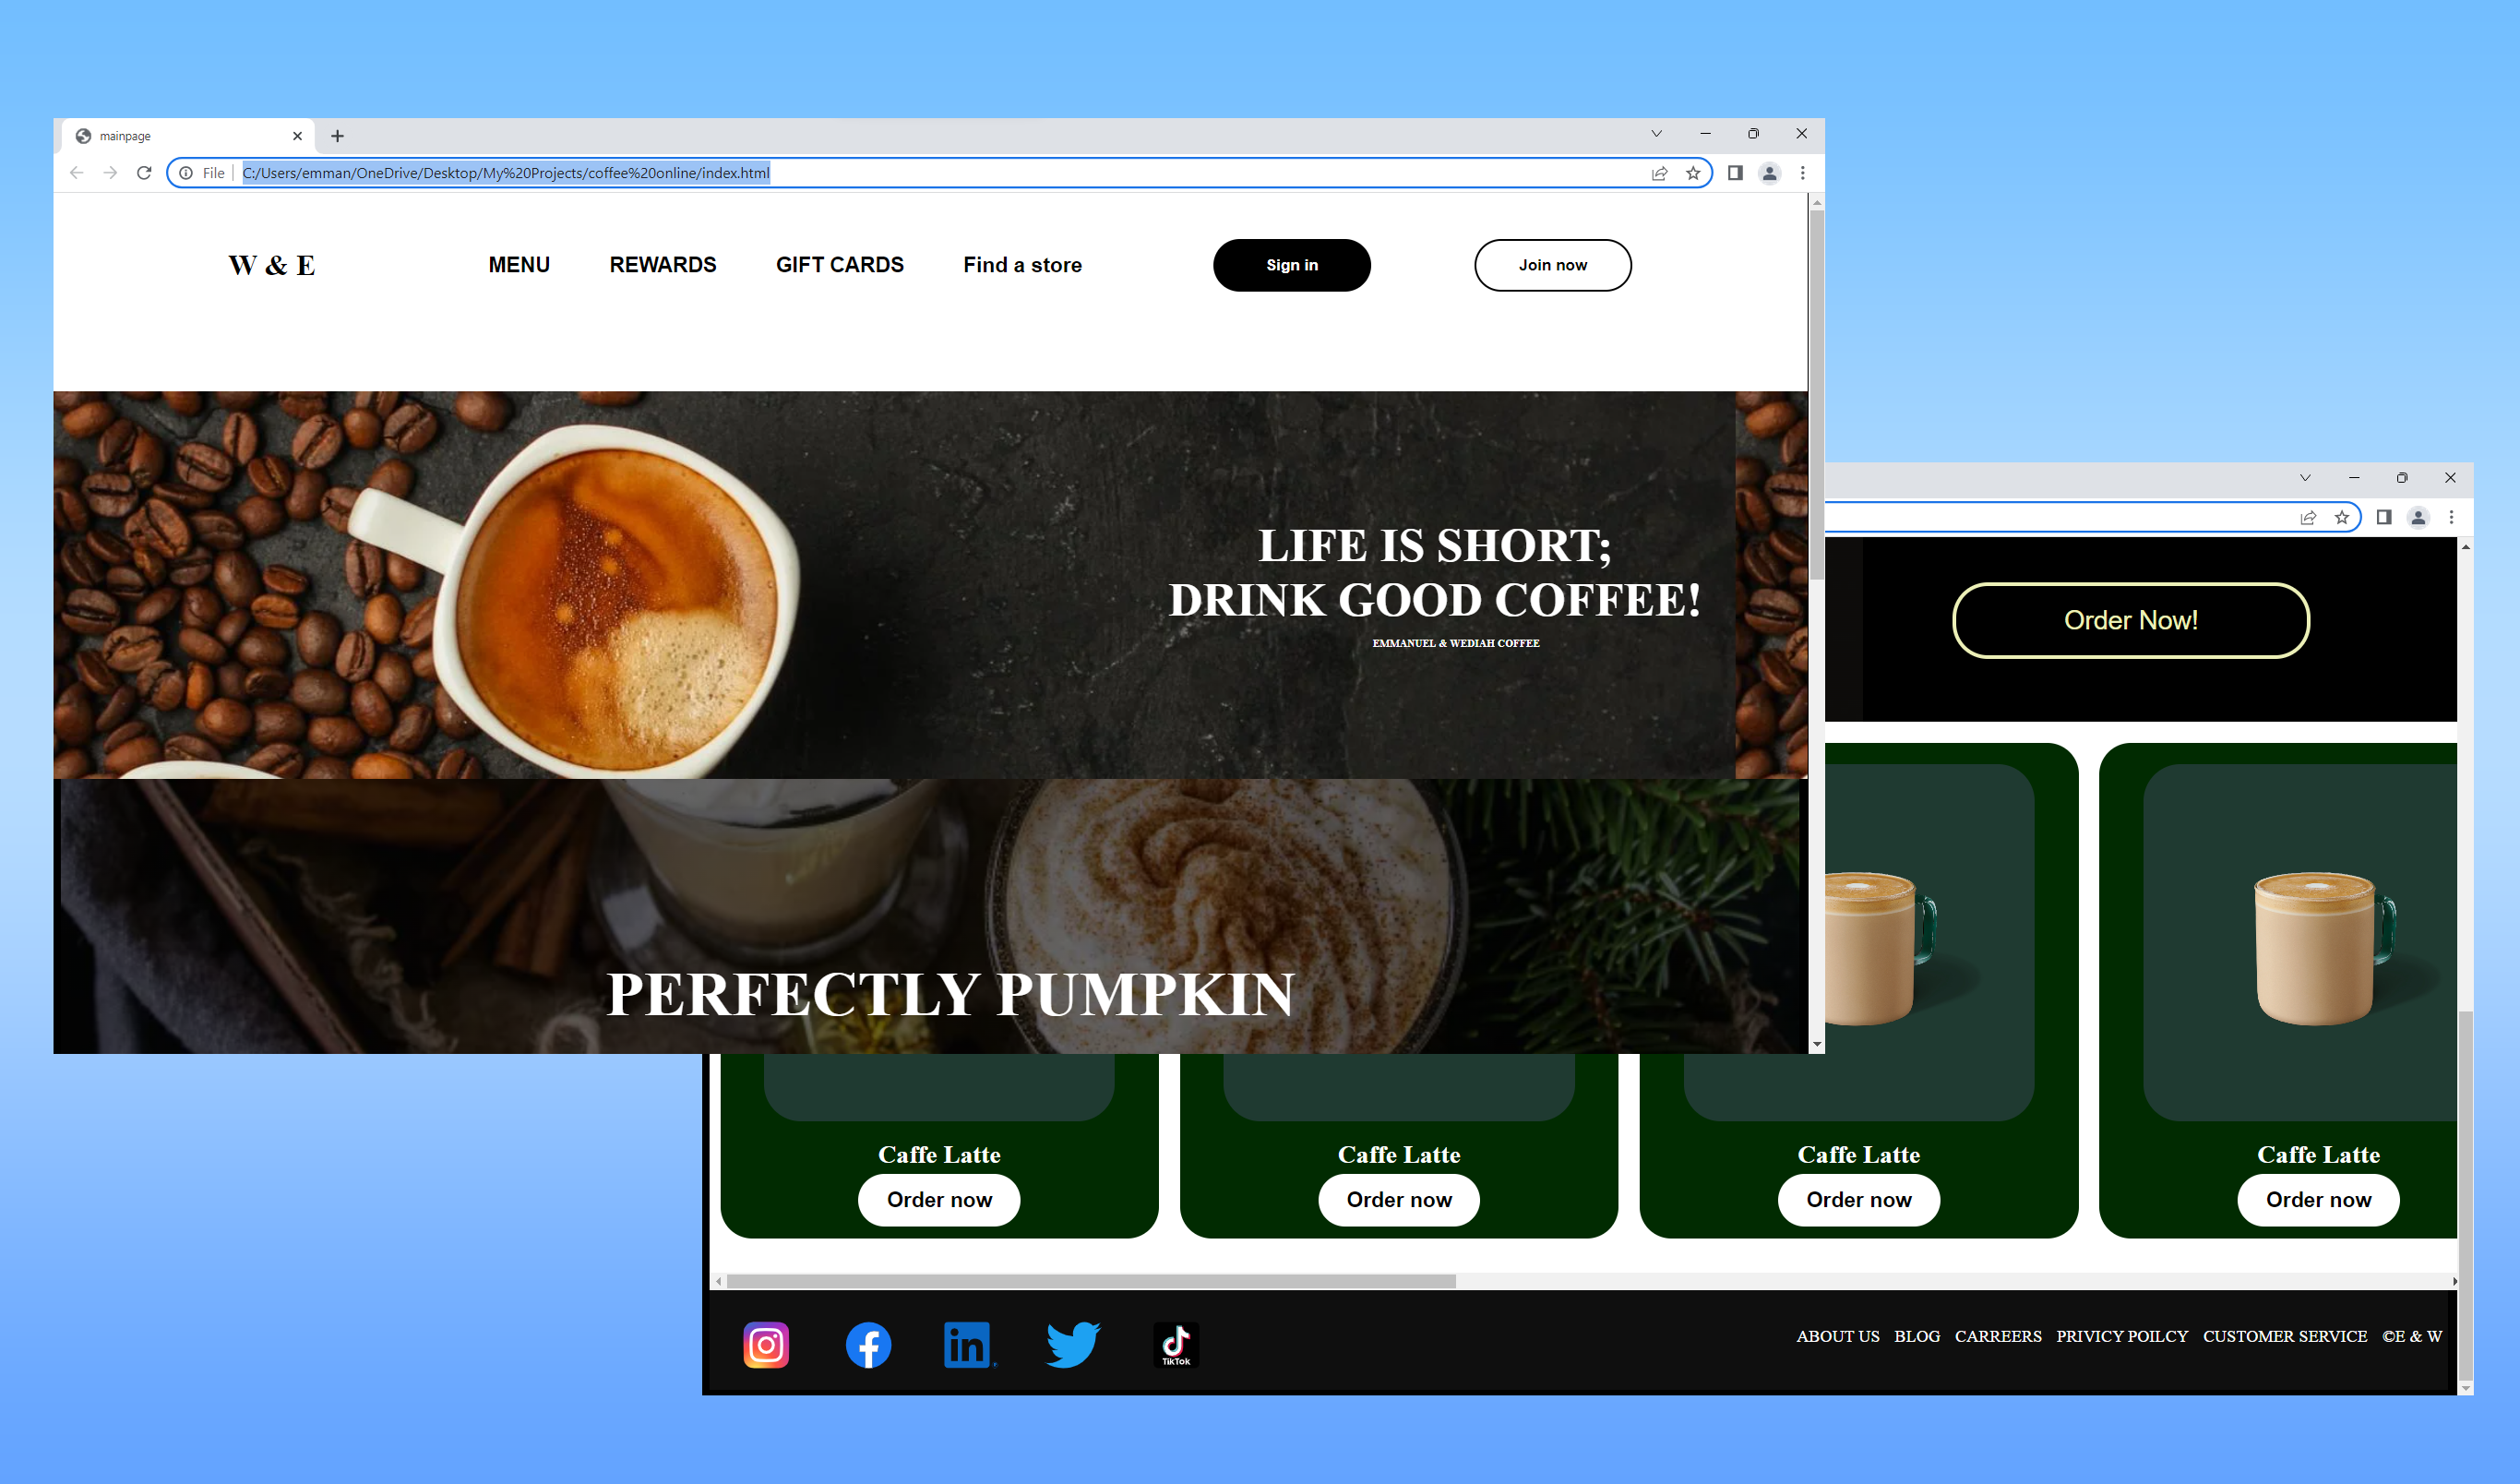 mainpage
File C:/Users/emman/OneDrive/Desktop/My%20Projects/coffee%20online/index.html
W & E MENU REWARDS GIFT CARDS Find a store Sign in Join now
LIFE IS SHORT;
DRINK GOOD COFFEE!
EMMANUEL & WEDIAH COFFEE
PERFECTLY PUMPKIN
Order Now!
Caffe Latte Caffe Latte Caffe Latte Caffe Latte
Order now Order now Order now Order now
in
TikTok
ABOUT US BLOG CARREERS PRIVICY POILCY CUSTOMER SERVICE ©E & W